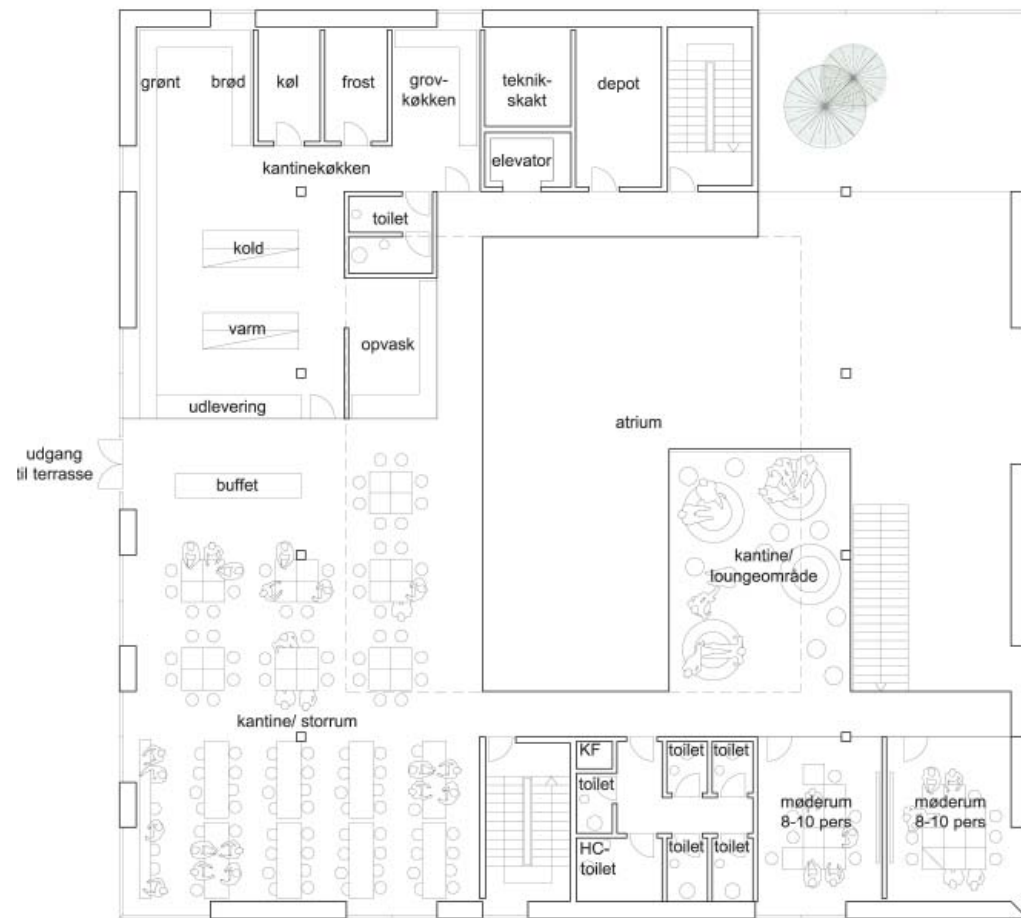 grønt
brød
køl
frost
grov-
køkken
teknik-
skakt
depot
elevator
kantinekøkken
toilet
kold
varm
opvask
udlevering
atrium
udgang
til terrasse
buffet
kantine/
loungeområde
kantine/ storrum
KF
toilet
toilet
toilet
møderum
8-10 pers
møderum
8-10 pers
HC-
toilet
toilet
toilet